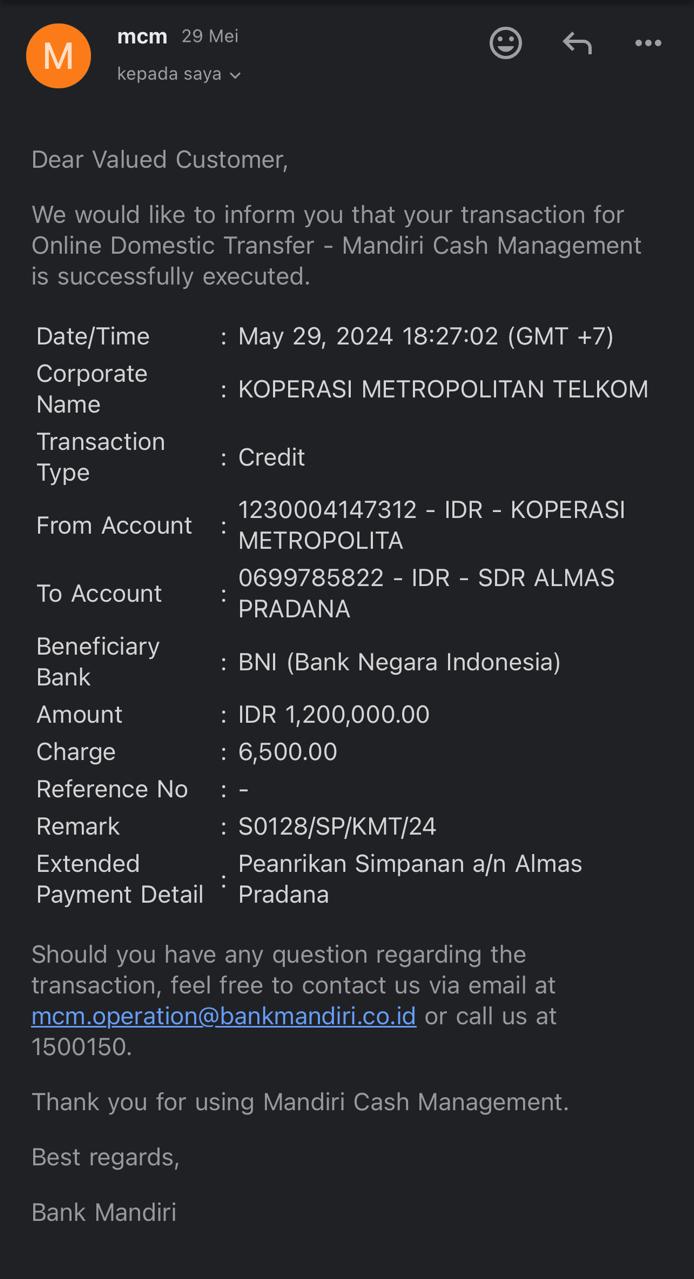 mcm 29 Mei
kepada saya
Dear Valued Customer,
We would like to inform you that your transaction for
Online Domestic Transfer - Mandiri Cash Management
is successfully executed.
Date/Time : May 29, 2024 18:27:02 (GMT +7)
Corporate
Name : KOPERASI METROPOLITAN TELKOM
Transaction
Type : Credit
From Account : 1230004147312 - IDR - KOPERASI
METROPOLITA
To Account : 0699785822 - IDR - SDR ALMAS
PRADANA
Beneficiary
Bank : BNI (Bank Negara Indonesia)
Amount : IDR 1,200,000.00
Charge : 6,500.00
Reference No : -
Remark : S0128/SP/KMT/24
Extended
Payment Detail : Peanrikan Simpanan a/n Almas
Pradana
Should you have any question regarding the
transaction, feel free to contact us via email at
mcm.operation@bankmandiri.co.id or call us at
1500150.
Thank you for using Mandiri Cash Management.
Best regards,
Bank Mandiri